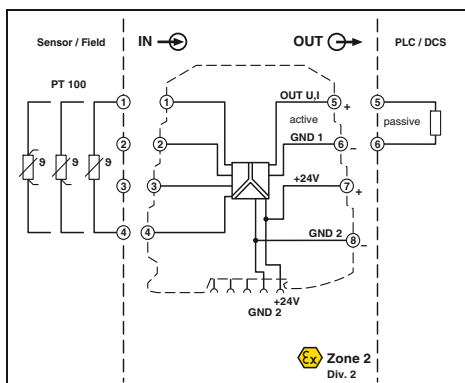 Sensor / Field IN OUT PLC / DCS
PT 100
1 1 OUT U,I 5 + 5
active passive
2 2 GND 1 6 – 6
ϑ ϑ ϑ
3 3 +24V 7 +
4 4 GND 2 8 –
+24V
GND 2
Ex Zone 2
Div. 2